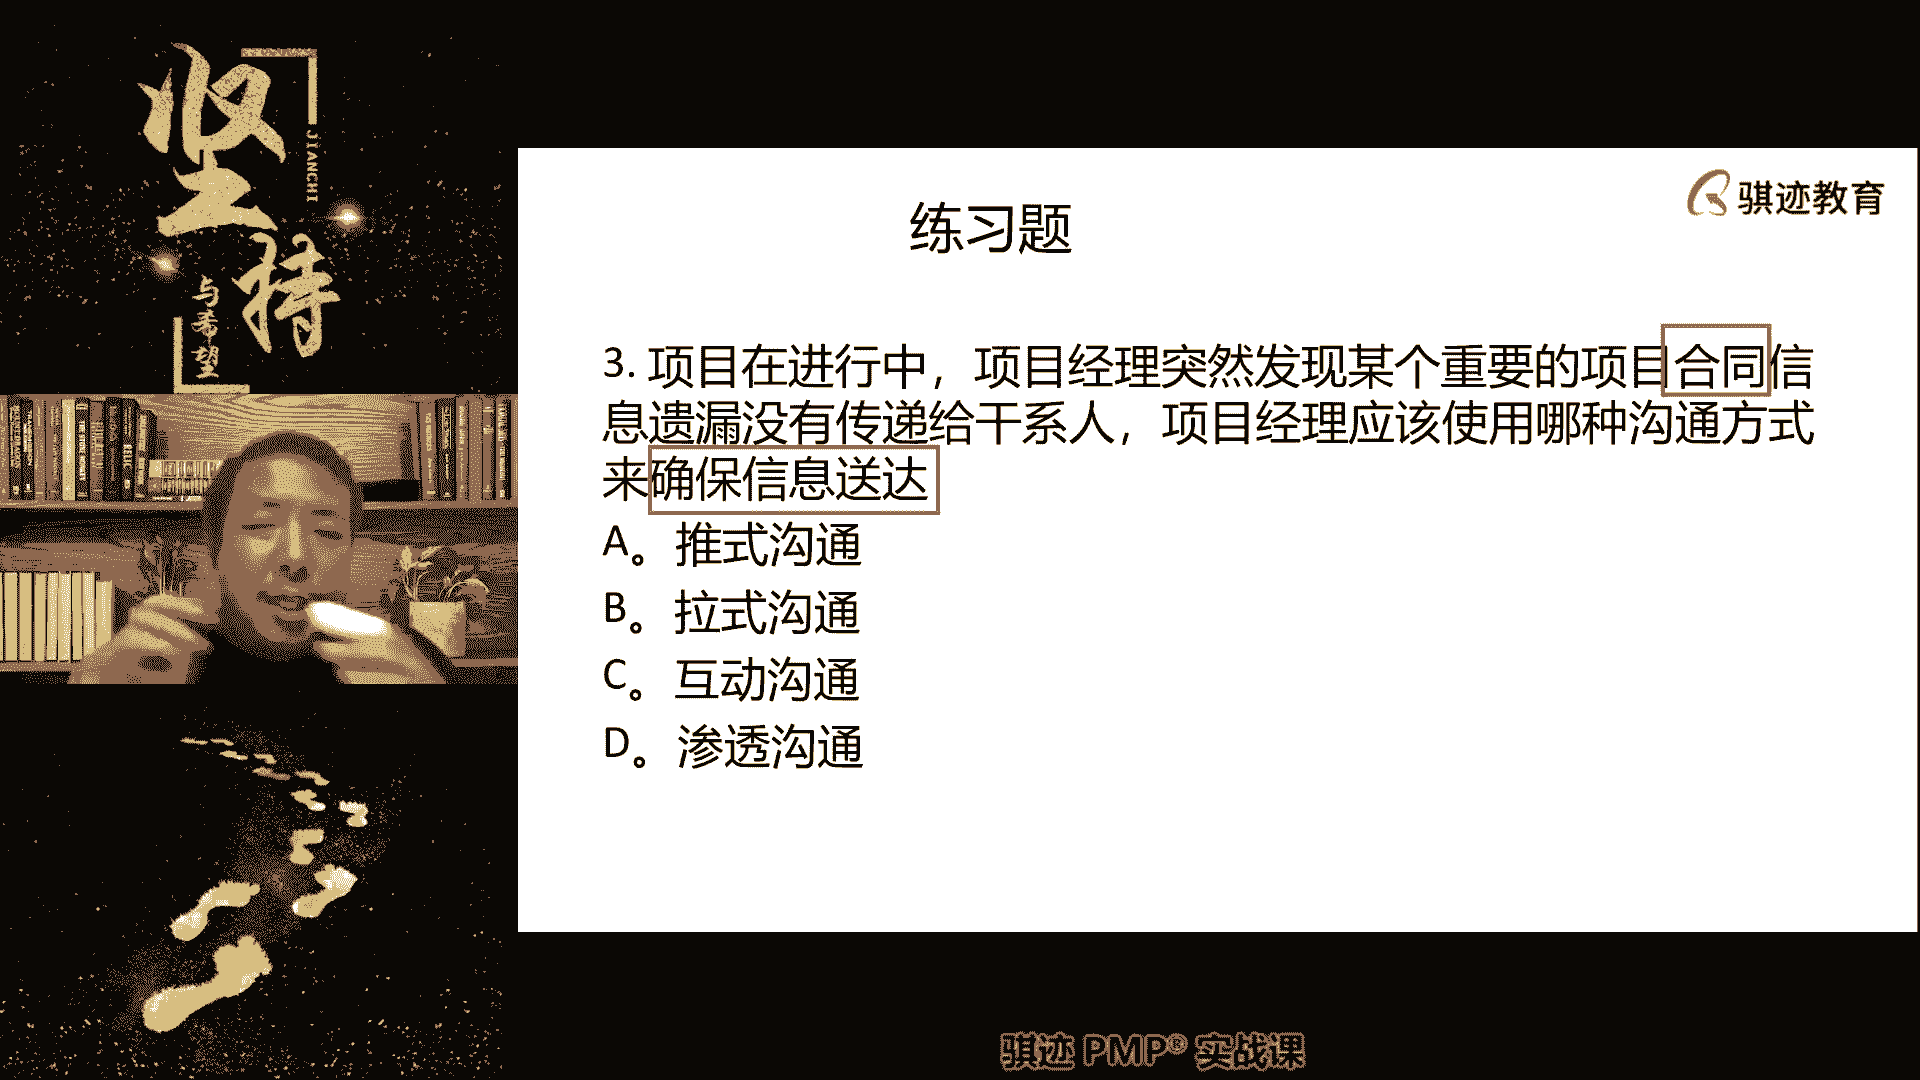 坚持
JIANCHI
与希望
骐迹教育
练习题
3. 项目在进行中，项目经理突然发现某个重要的项目合同信
息遗漏没有传递给干系人，项目经理应该使用哪种沟通方式
来确保信息送达
A。推式沟通
B。拉式沟通
C。互动沟通
D。渗透沟通
骐迹 PMP® 实战课